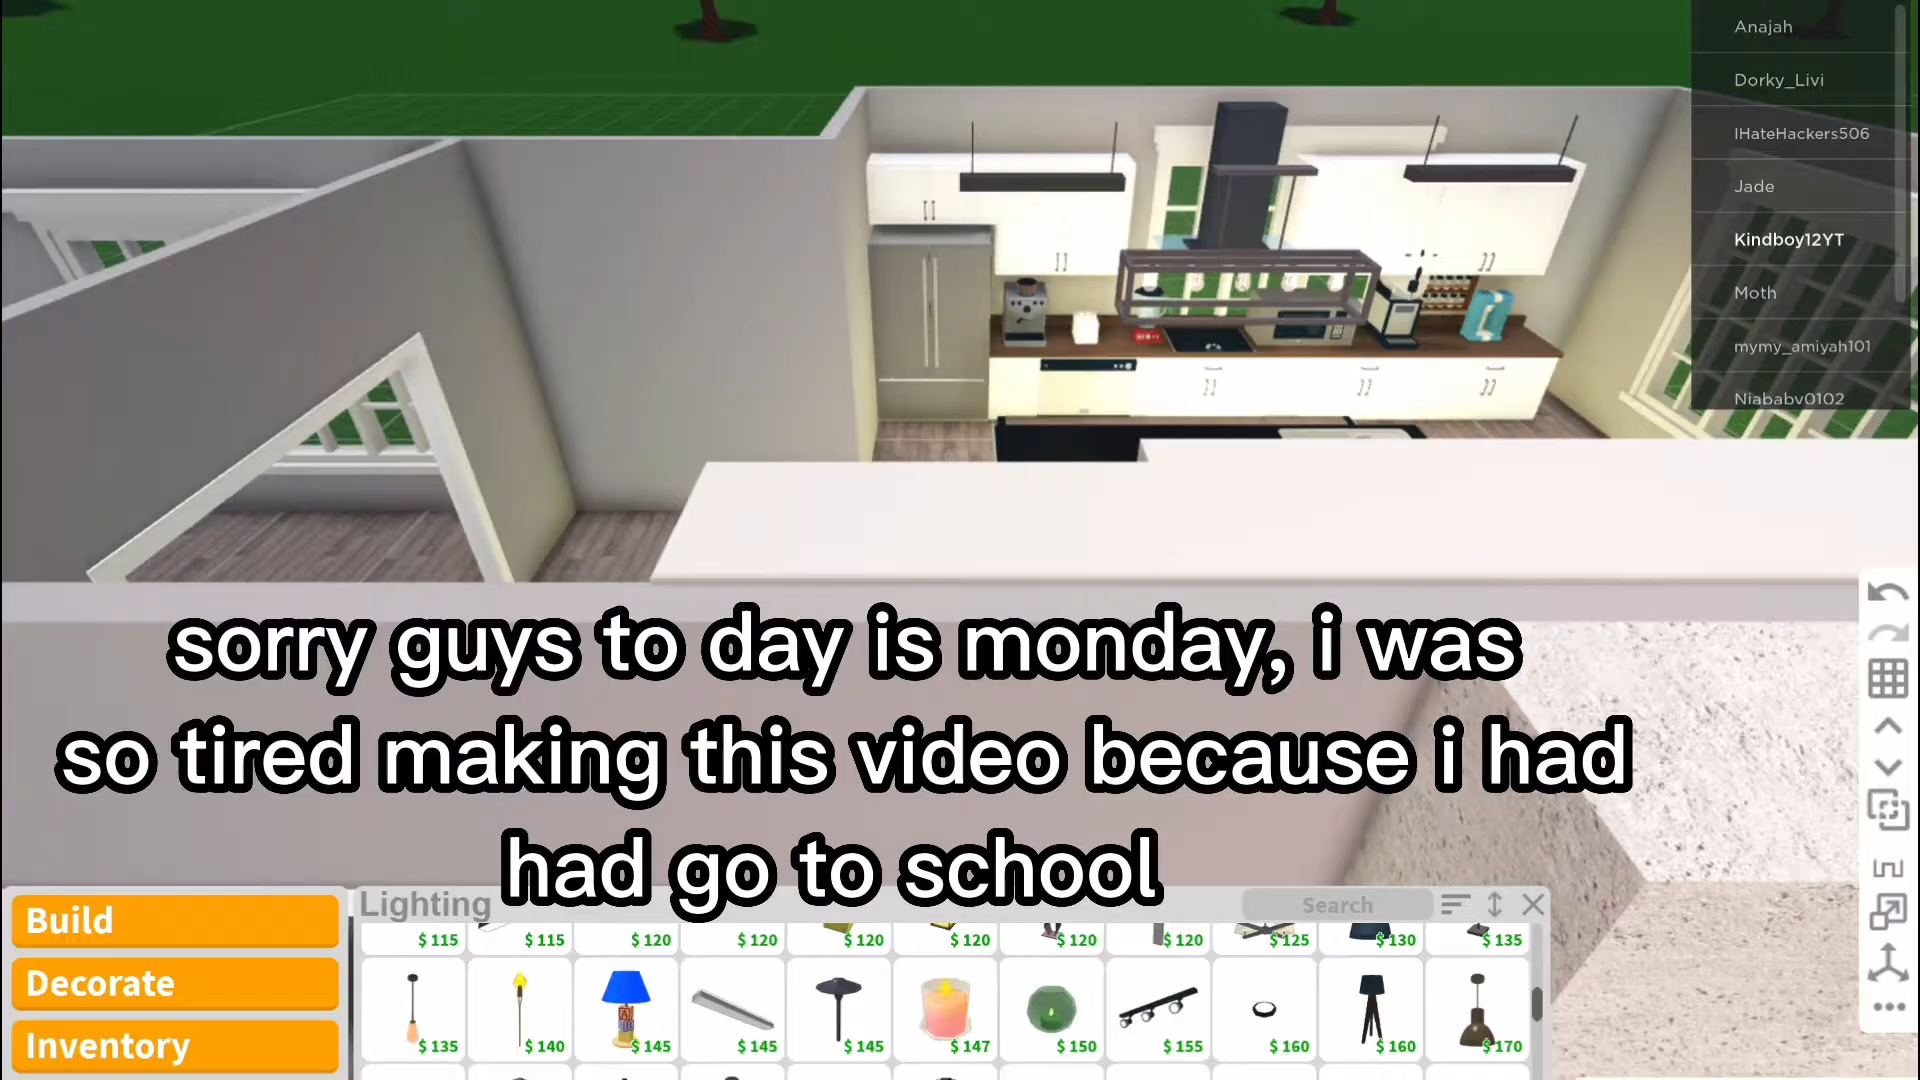 Anajah
Dorky_Livi
IHateHackers506
Jade
Kindboy12YT
Moth
mymy_amiyah101
Niababy0102
sorry guys to day is monday, i was
so tired making this video because i had
had go to school
Build
Decorate
Inventory
Lighting
Search
$115 $115 $120 $120 $120 $120 $120 $120 $125 $130 $135
$135 $140 $145 $145 $145 $147 $150 $155 $160 $160 $170